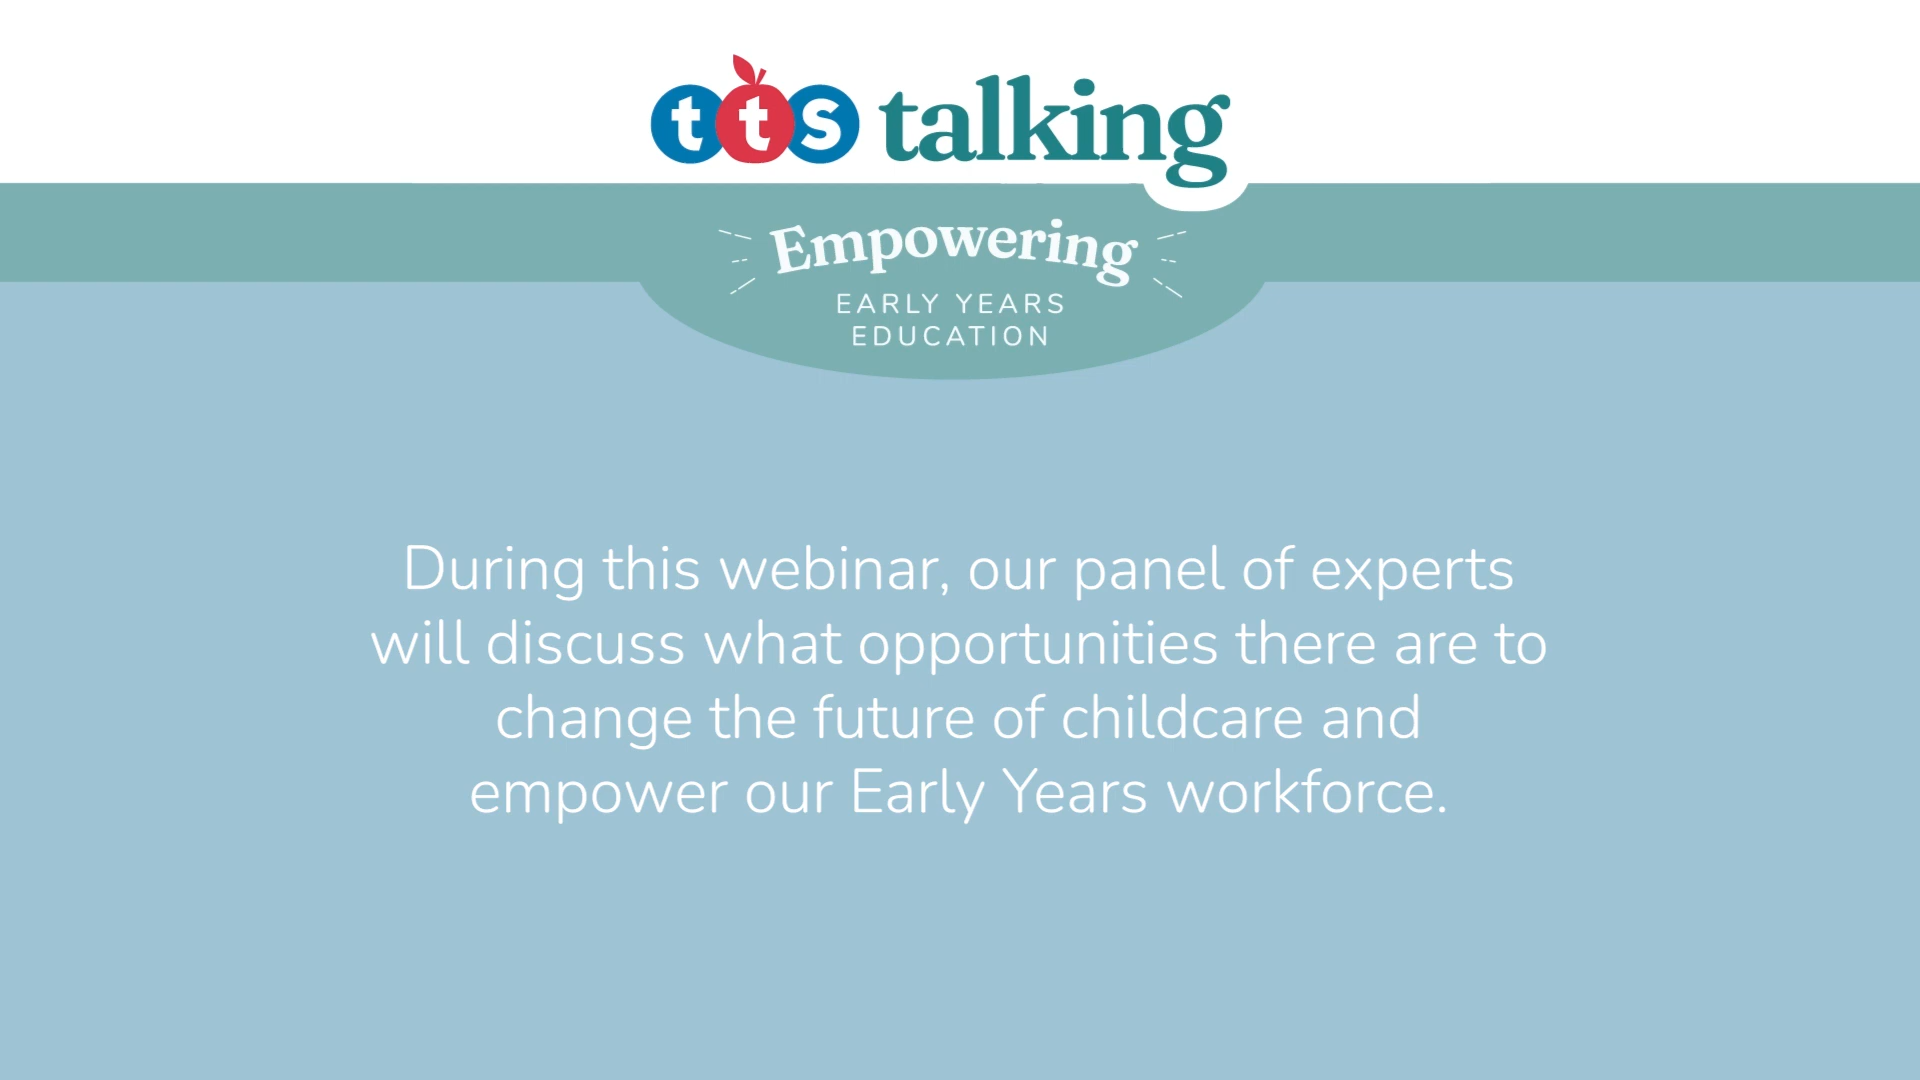 tts talking
Empowering
EARLY YEARS
EDUCATION
During this webinar, our panel of experts
will discuss what opportunities there are to
change the future of childcare and
empower our Early Years workforce.